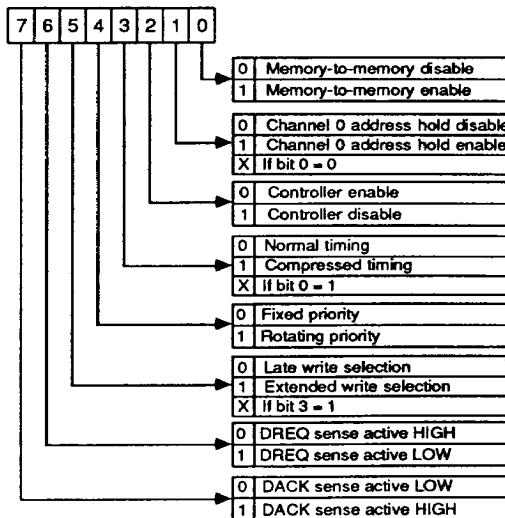 7 6 5 4 3 2 1 0
0 Memory-to-memory disable
1 Memory-to-memory enable
0 Channel 0 address hold disable
1 Channel 0 address hold enable
X If bit 0 = 0
0 Controller enable
1 Controller disable
0 Normal timing
1 Compressed timing
X If bit 0 = 1
0 Fixed priority
1 Rotating priority
0 Late write selection
1 Extended write selection
X If bit 3 = 1
0 DREQ sense active HIGH
1 DREQ sense active LOW
0 DACK sense active LOW
1 DACK sense active HIGH